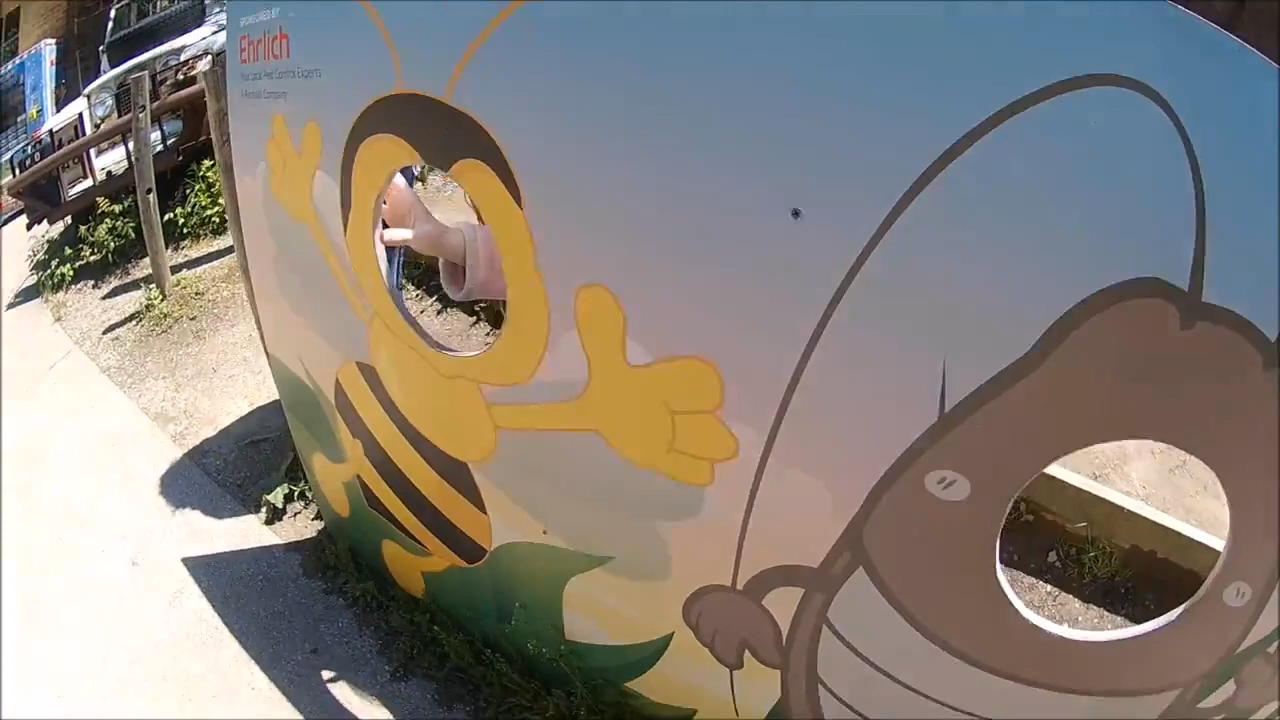 SPONSORED BY
Ehrlich
Your Local Pest Control Experts
A Rentokil Company